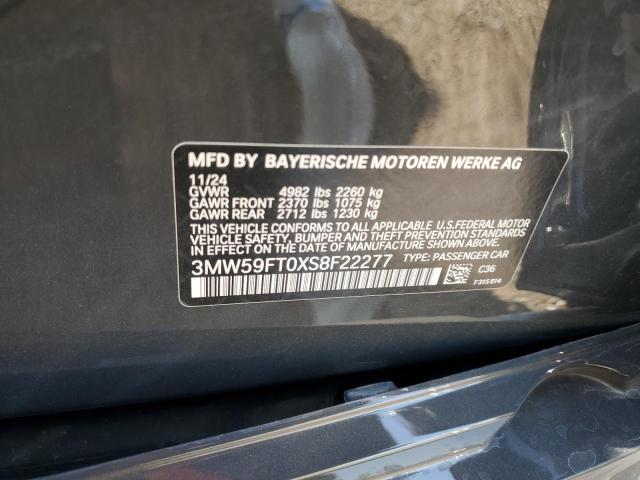 MFD BY BAYERISCHE MOTOREN WERKE AG
11/24
GVWR 4982 lbs 2260 kg
GAWR FRONT 2370 lbs 1075 kg
GAWR REAR 2712 lbs 1230 kg
THIS VEHICLE CONFORMS TO ALL APPLICABLE U.S.FEDERAL MOTOR
VEHICLE SAFETY, BUMPER AND THEFT PREVENTION STANDARDS
IN EFFECT ON THE DATE OF MANUFACTURE SHOWN ABOVE.
3MW59FT0XS8F22277 TYPE: PASSENGER CAR
C36
7315814